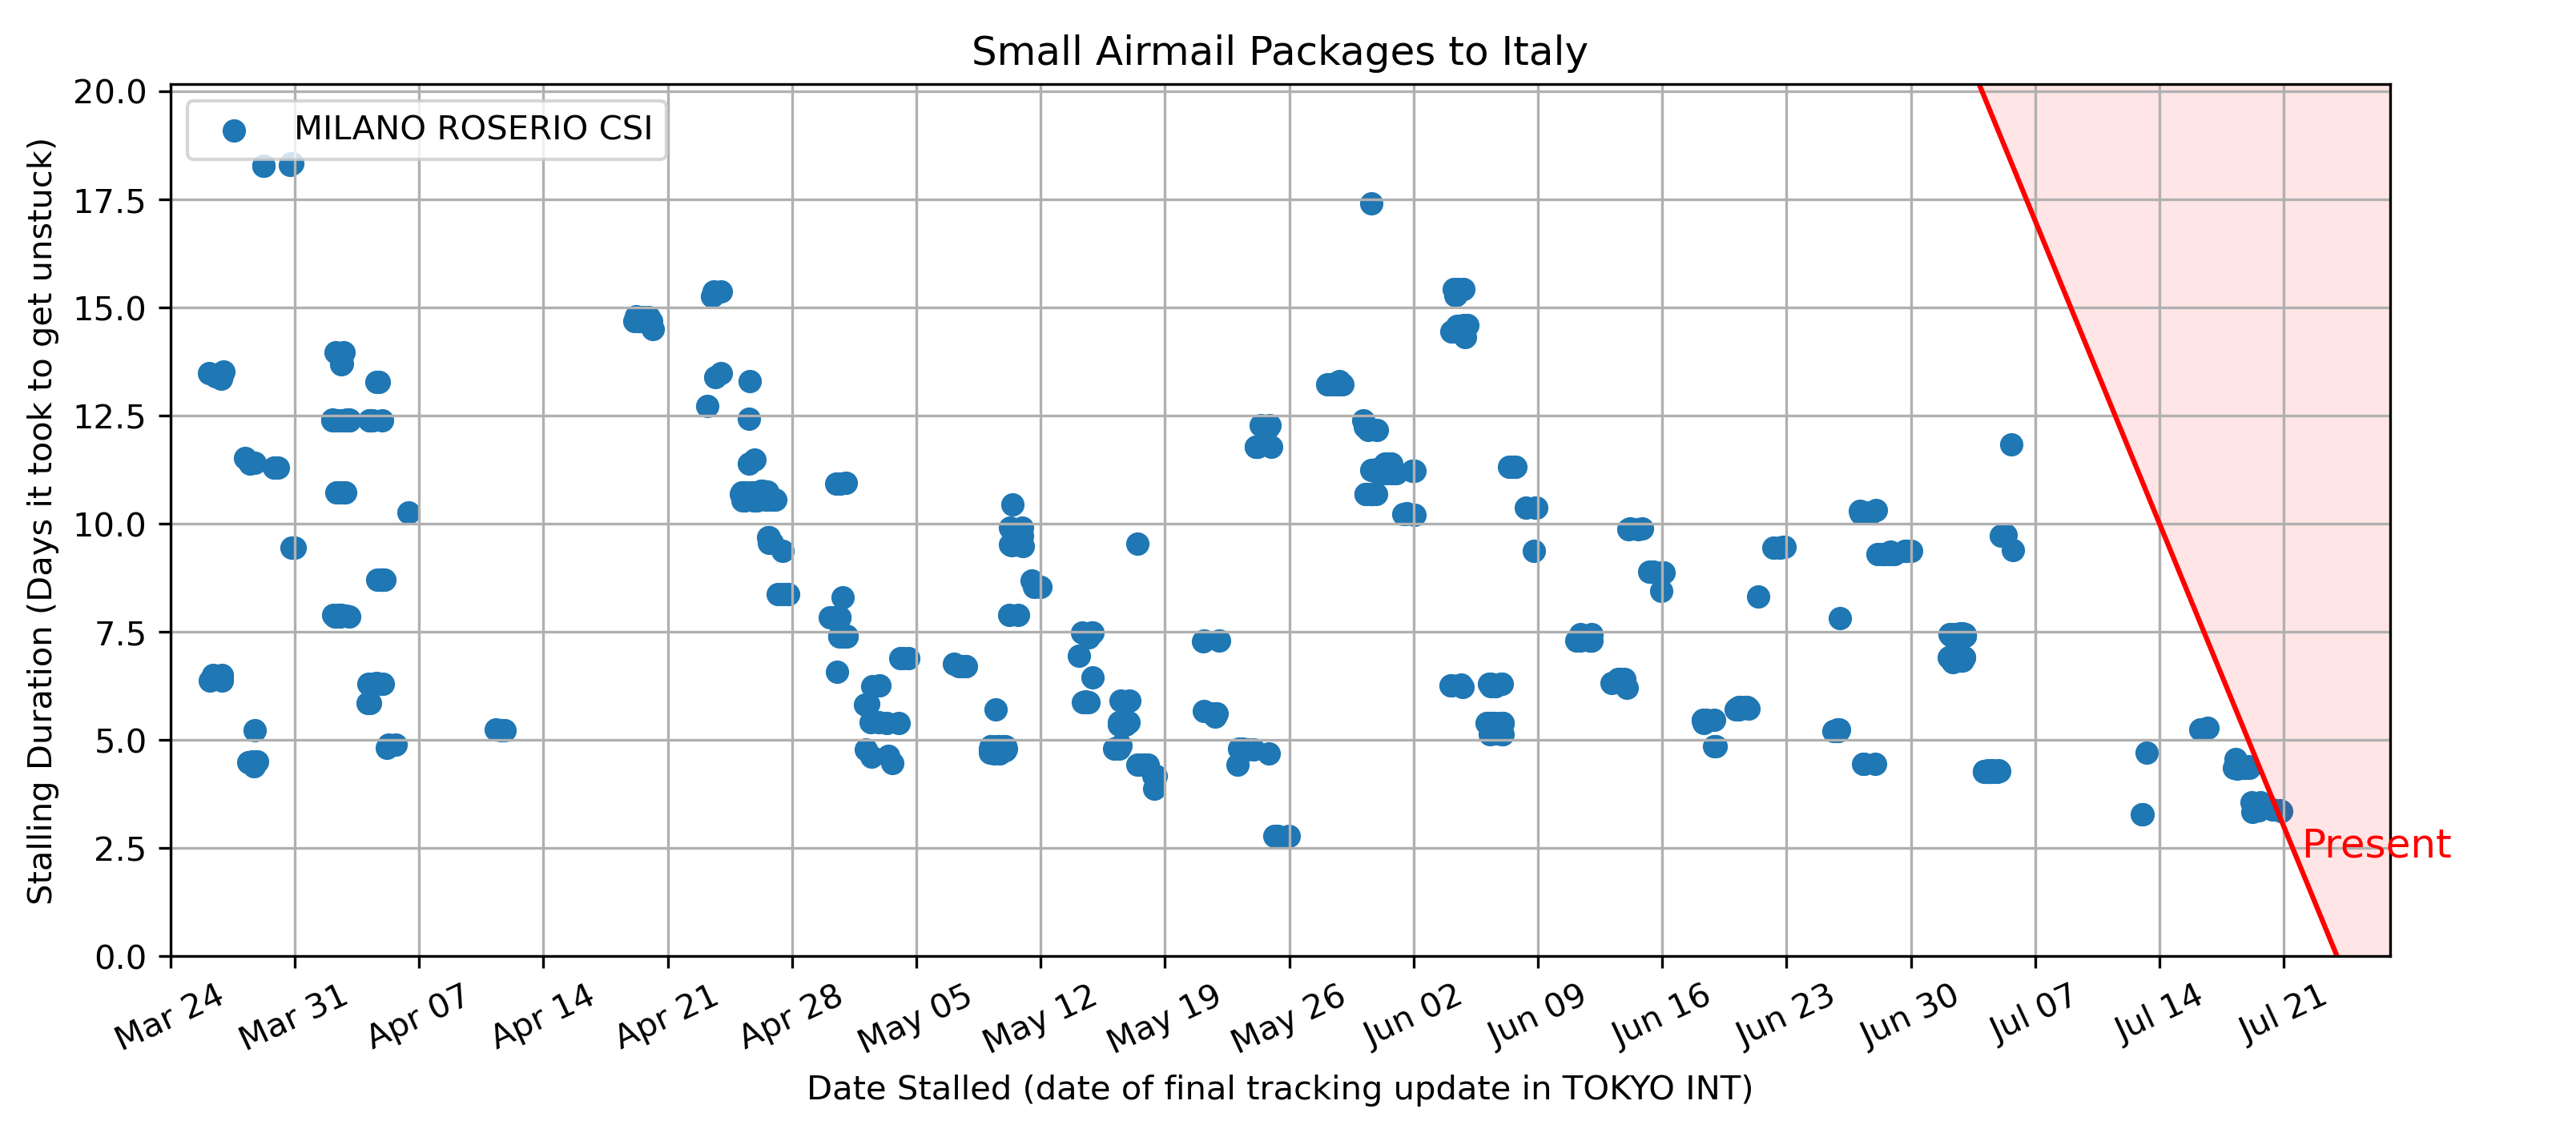 Small Airmail Packages to Italy
MILANO ROSERIO CSI
Stalling Duration (Days it took to get unstuck)
20.0
17.5
15.0
12.5
10.0
7.5
5.0
2.5
0.0
Present
Mar 24
Mar 31
Apr 07
Apr 14
Apr 21
Apr 28
May 05
May 12
May 19
May 26
Jun 02
Jun 09
Jun 16
Jun 23
Jun 30
Jul 07
Jul 14
Jul 21
Date Stalled (date of final tracking update in TOKYO INT)